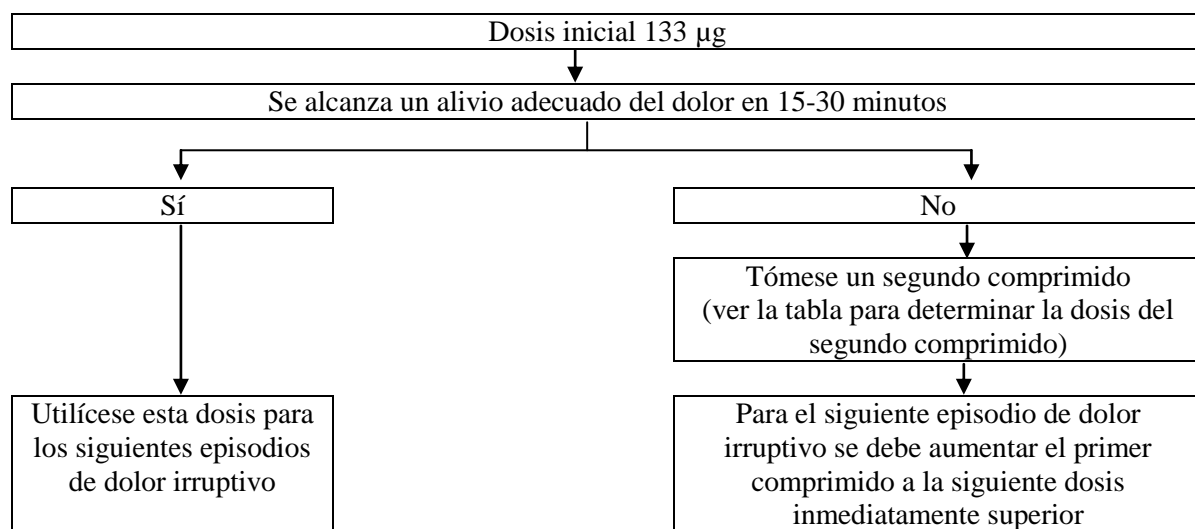 Dosis inicial 133 µg
Se alcanza un alivio adecuado del dolor en 15-30 minutos
Sí
No
Tómese un segundo comprimido
(ver la tabla para determinar la dosis del
segundo comprimido)
Utilícese esta dosis para
los siguientes episodios
de dolor irruptivo
Para el siguiente episodio de dolor
irruptivo se debe aumentar el primer
comprimido a la siguiente dosis
inmediatamente superior